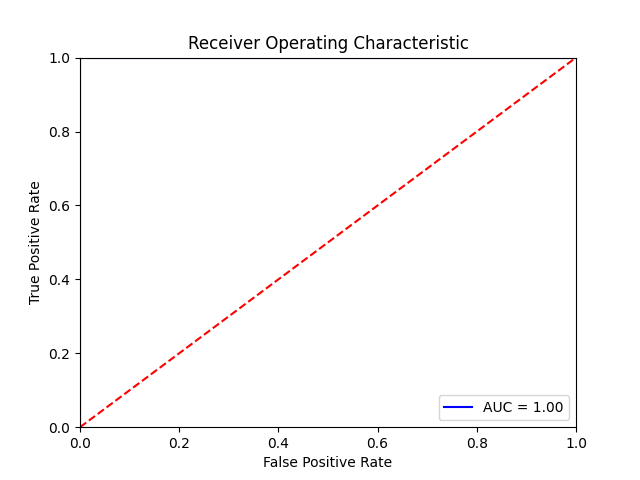 Receiver Operating Characteristic
1.0
0.8
0.6
0.4
0.2
0.0
True Positive Rate
AUC = 1.00
0.0 0.2 0.4 0.6 0.8 1.0
False Positive Rate